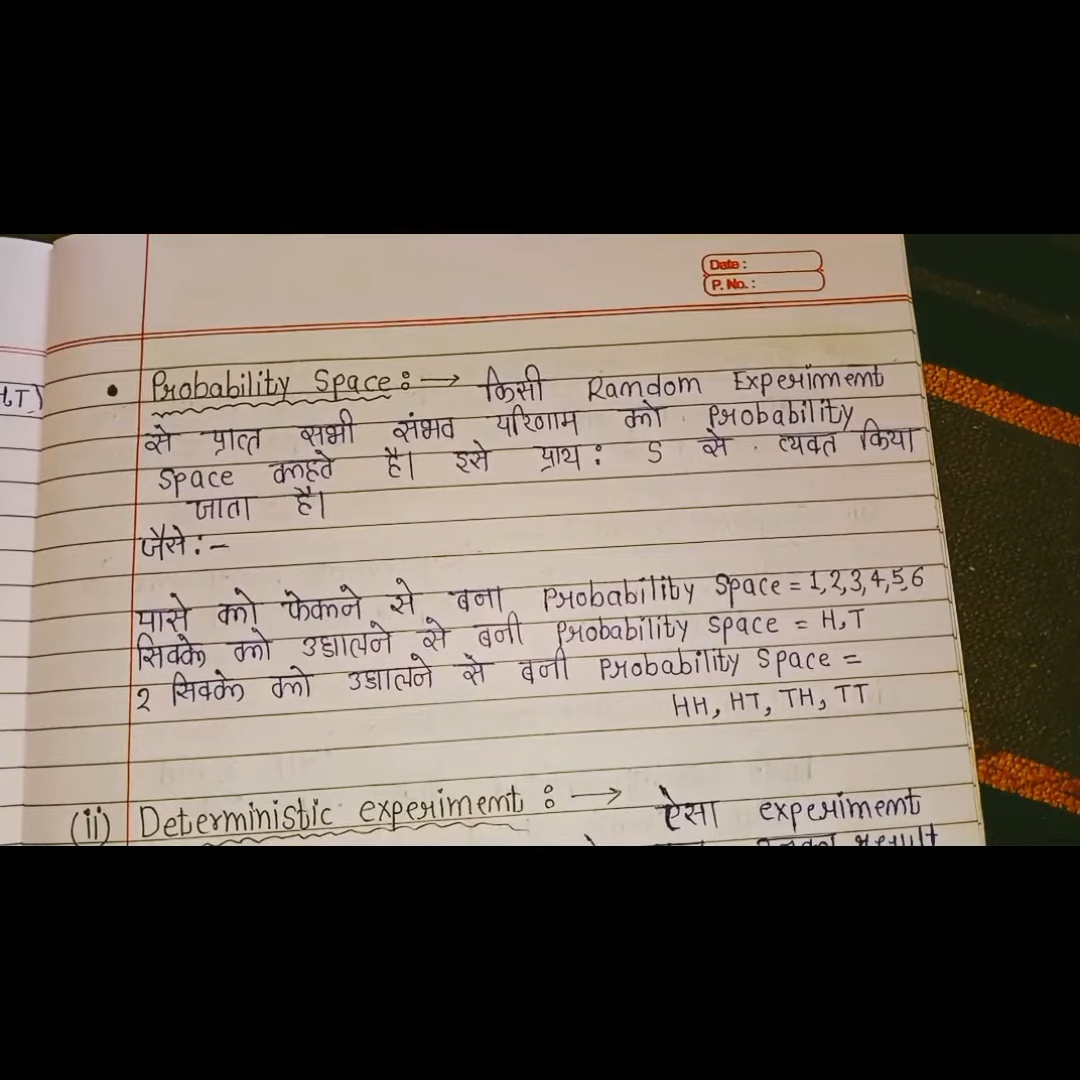 Date :
P. No. :
H,T)
• Probability Space :→ किसी Ramdom Experiment
से प्राप्त सभी संभव परिणाम को Probability
Space कहते है। इसे प्राय: S से व्यक्त किया
जाता है।
जैसे :-
पासे को फेकने से बना Probability Space = 1,2,3,4,5,6
सिक्के को उछालने से बनी Probability space = H,T
2 सिक्के को उछालने से बनी Probability Space =
HH, HT, TH, TT
(ii) Deterministic experiment :→ ऐसा experiment
result